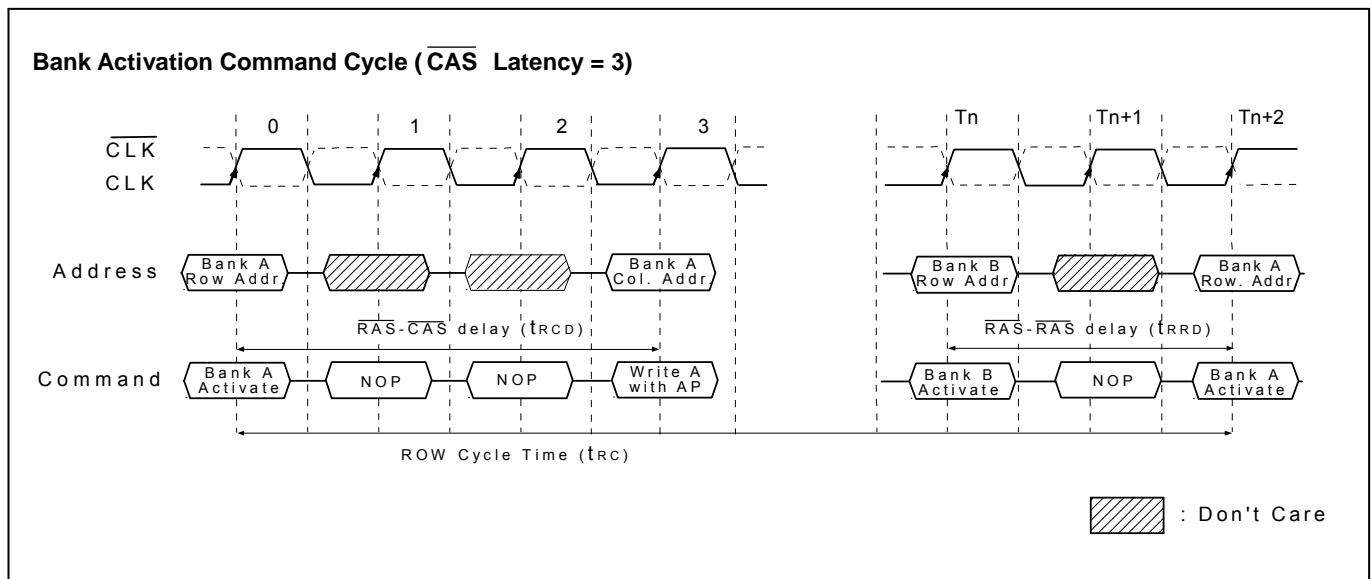 Bank Activation Command Cycle ( CAS Latency = 3)
0 1 2 3 Tn Tn+1 Tn+2
CLK
CLK
Address
Bank A
Row Addr.
Bank A
Col. Addr.
Bank B
Row Addr
Bank A
Row. Addr
RAS-CAS delay (tRCD)
RAS-RAS delay (tRRD)
Command
Bank A
Activate
NOP
NOP
Write A
with AP
Bank B
Activate
NOP
Bank A
Activate
ROW Cycle Time (tRC)
: Don't Care